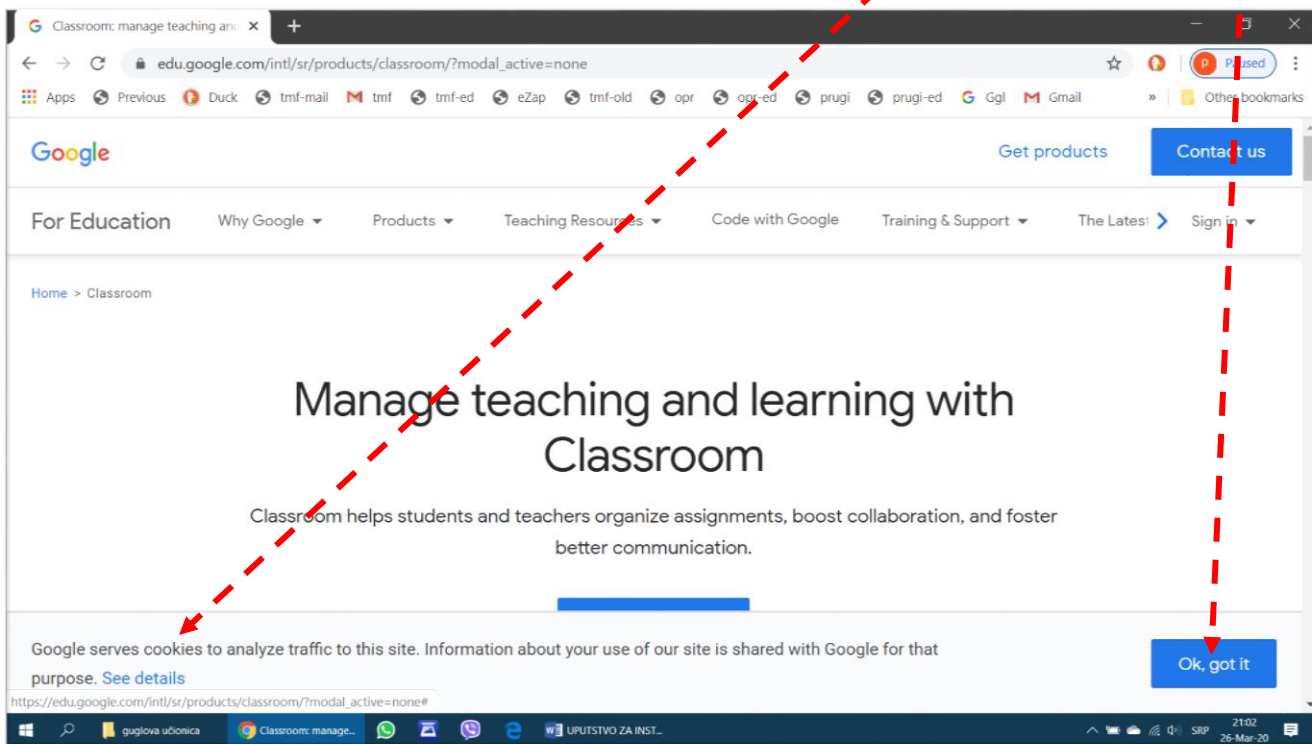 Classroom: manage teaching and
edu.google.com/intl/sr/products/classroom/?modal_active=none
Paused
Apps Previous Duck tmf-mail tmf tmf-ed eZap tmf-old opr opr-ed prugi prugi-ed Ggl Gmail » Other bookmarks
Google
Get products Contact us
For Education Why Google Products Teaching Resources Code with Google Training & Support The Latest Sign in
Home > Classroom
Manage teaching and learning with
Classroom
Classroom helps students and teachers organize assignments, boost collaboration, and foster
better communication.
Google serves cookies to analyze traffic to this site. Information about your use of our site is shared with Google for that
purpose. See details
Ok, got it
https://edu.google.com/intl/sr/products/classroom/?modal_active=none#
guglova učionica Classroom: manage... UPUTSTVO ZA INST... SRP 21:02
26-Mar-20